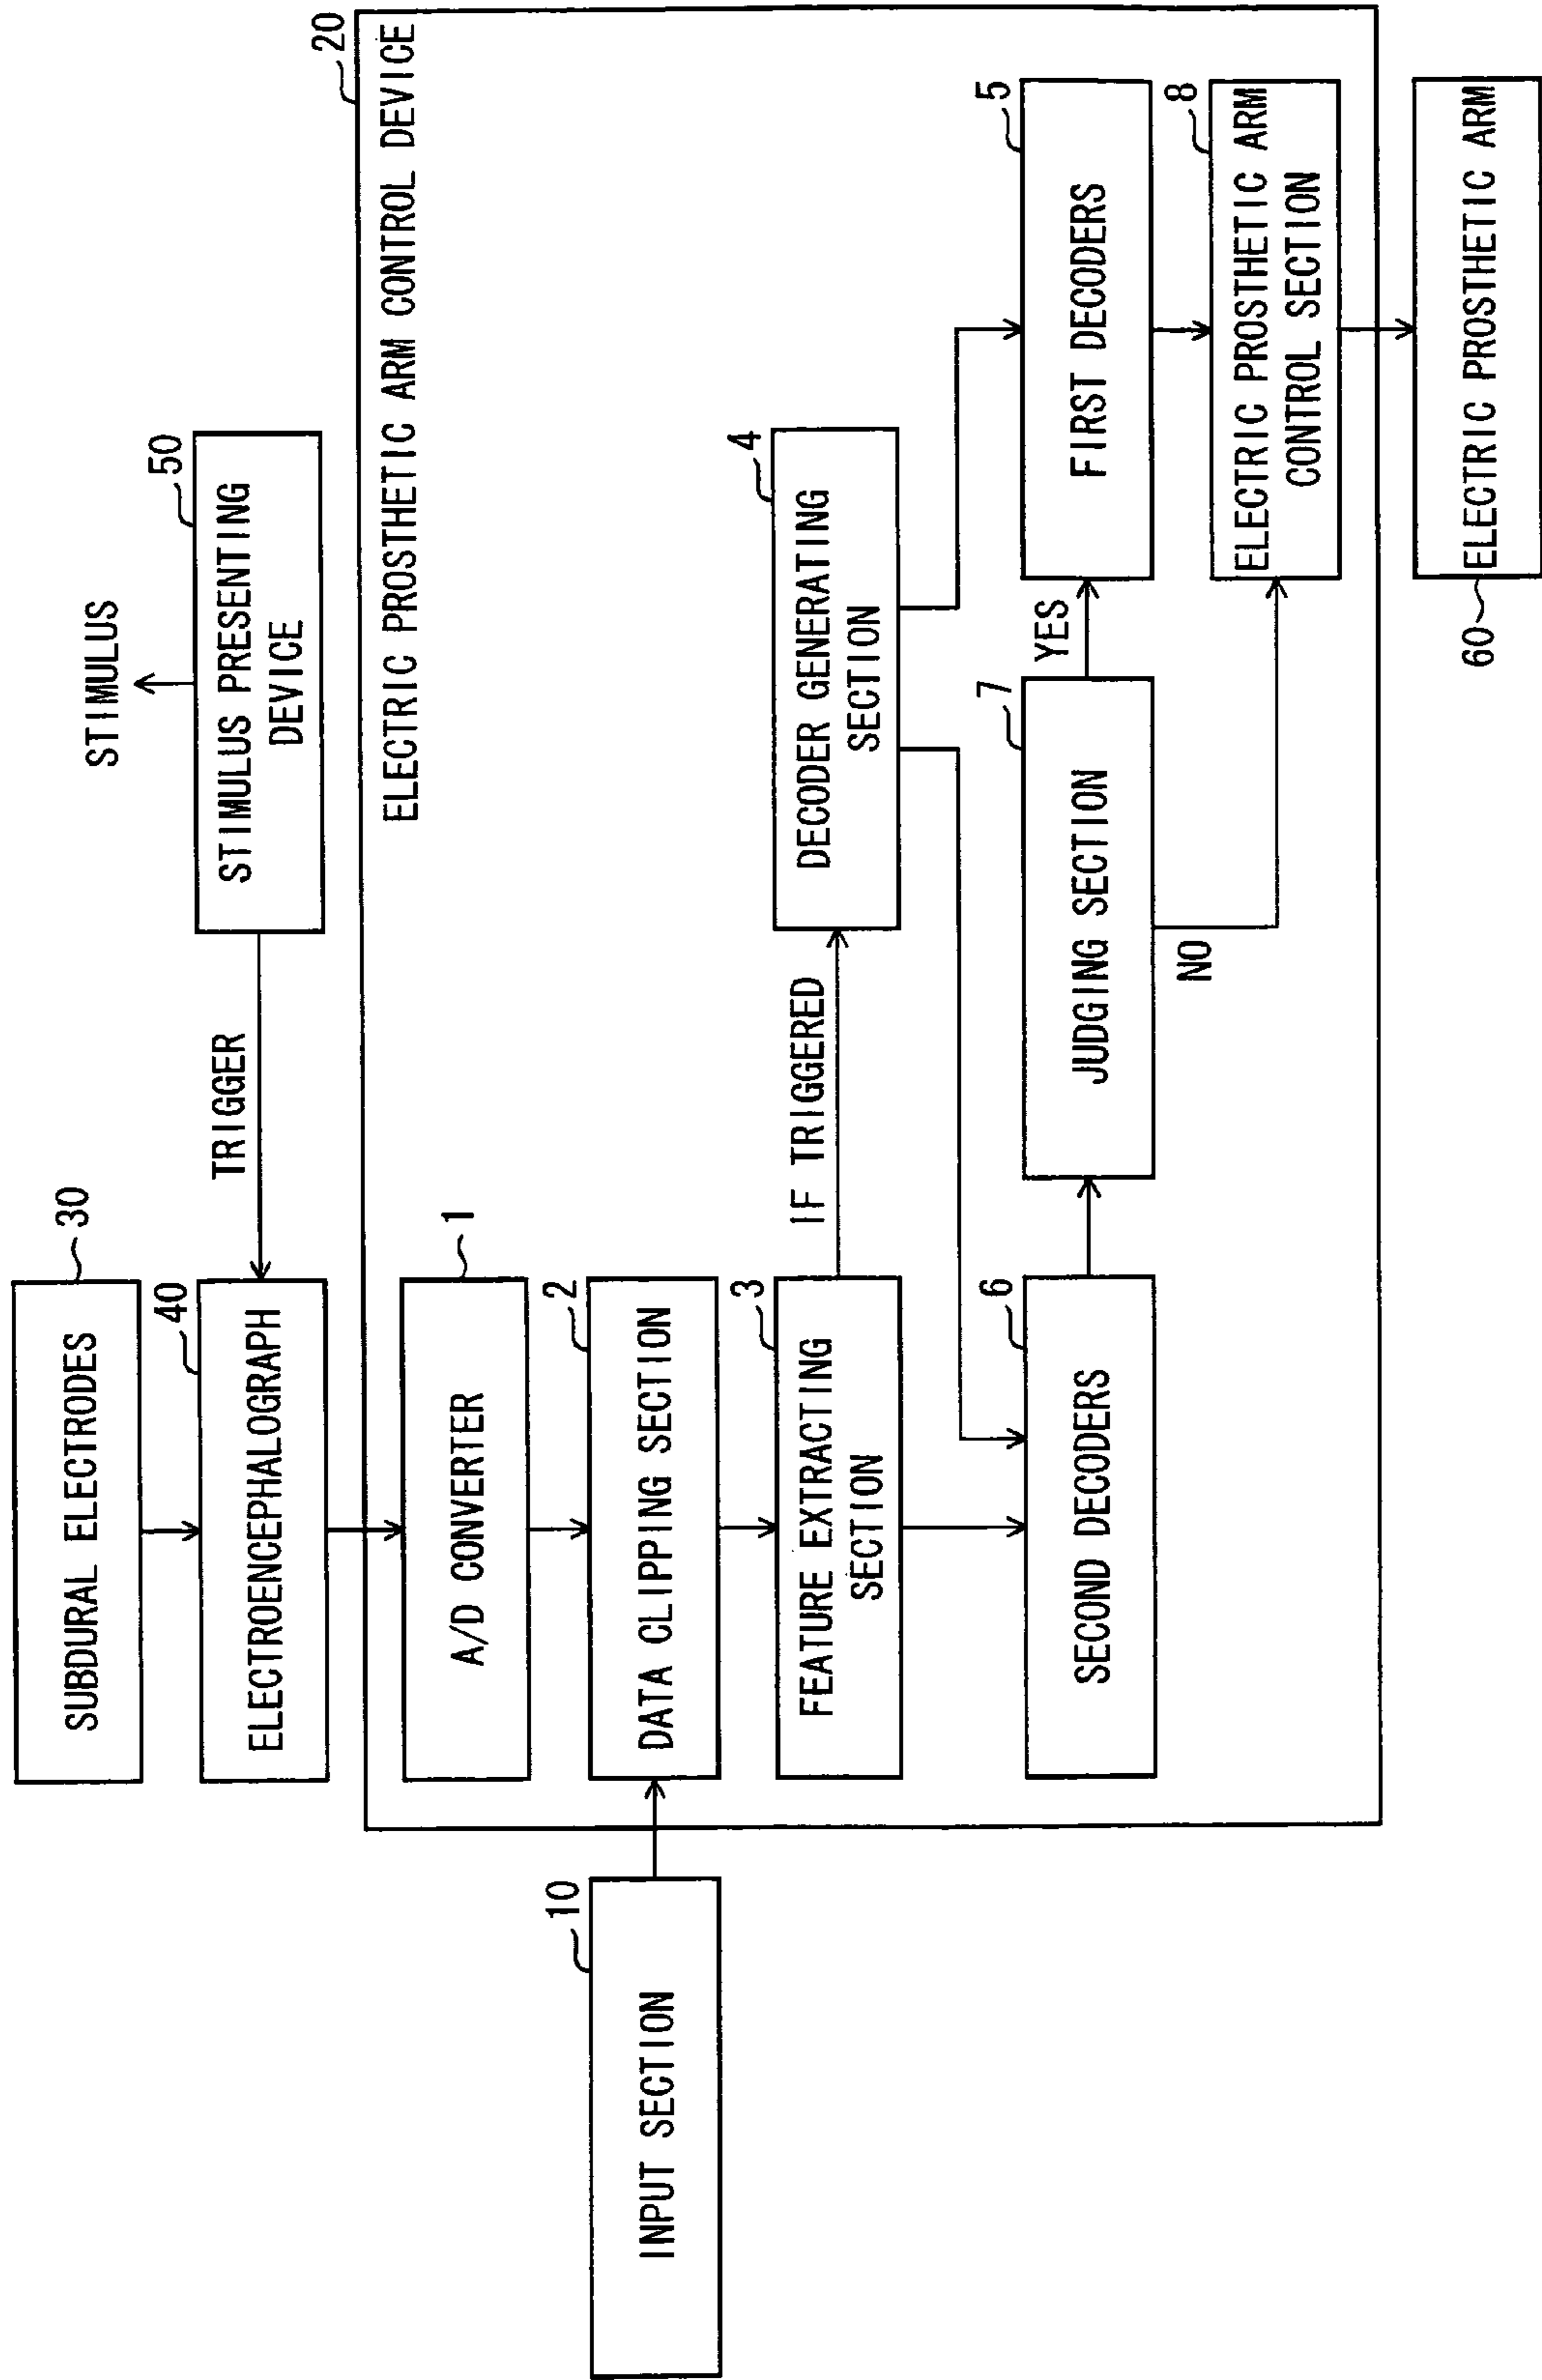 SUBDURAL ELECTRODES
30
STIMULUS
ELECTROENCEPHALOGRAPH
40
TRIGGER
STIMULUS PRESENTING
DEVICE
50
20
ELECTRIC PROSTHETIC ARM CONTROL DEVICE
A/D CONVERTER
1
INPUT SECTION
10
DATA CLIPPING SECTION
2
FEATURE EXTRACTING
SECTION
3
IF TRIGGERED
DECODER GENERATING
SECTION
4
SECOND DECODERS
6
JUDGING SECTION
7
YES
NO
FIRST DECODERS
5
ELECTRIC PROSTHETIC ARM
CONTROL SECTION
8
ELECTRIC PROSTHETIC ARM
60